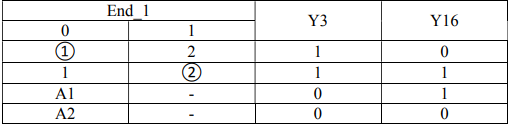 End_1 Y3 Y16
0 1
① 2 1 0
1 ② 1 1
A1 - 0 1
A2 - 0 0